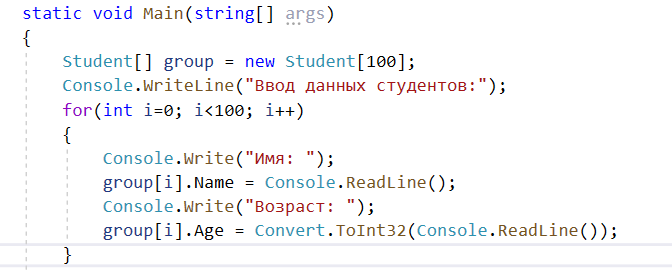 static void Main(string[] args)
{
Student[] group = new Student[100];
Console.WriteLine("Ввод данных студентов:");
for(int i=0; i<100; i++)
{
Console.Write("Имя: ");
group[i].Name = Console.ReadLine();
Console.Write("Возраст: ");
group[i].Age = Convert.ToInt32(Console.ReadLine());
}